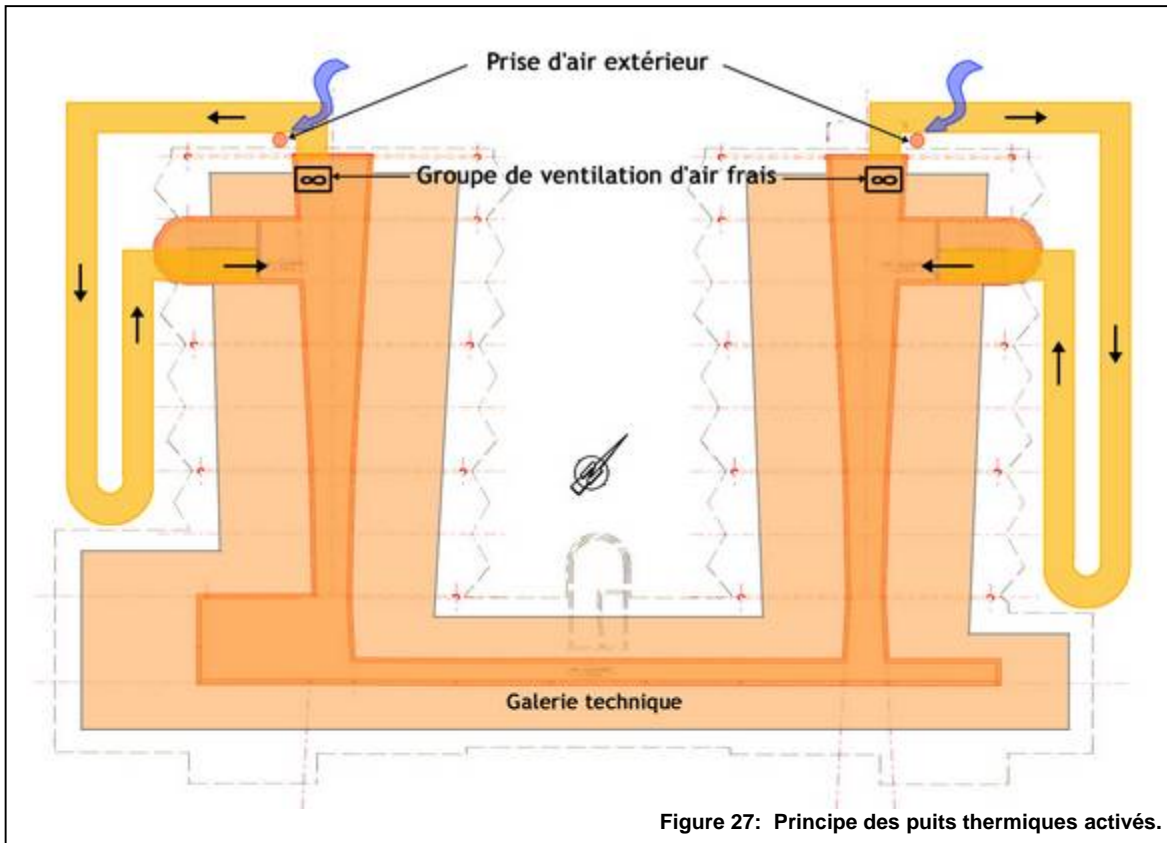 Prise d'air extérieur
Groupe de ventilation d'air frais
Galerie technique
Figure 27: Principe des puits thermiques activés.